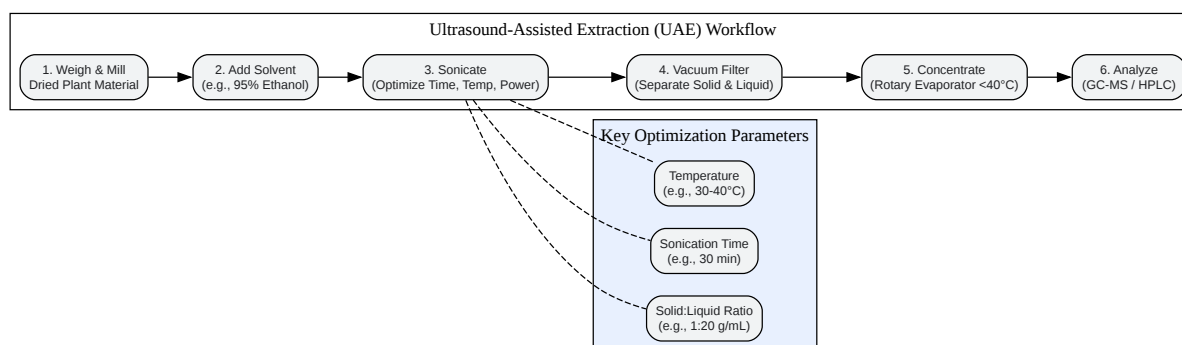 Ultrasound-Assisted Extraction (UAE) Workflow
1. Weigh & Mill
Dried Plant Material
2. Add Solvent
(e.g., 95% Ethanol)
3. Sonicate
(Optimize Time, Temp, Power)
4. Vacuum Filter
(Separate Solid & Liquid)
5. Concentrate
(Rotary Evaporator <40°C)
6. Analyze
(GC-MS / HPLC)
Key Optimization Parameters
Temperature
(e.g., 30-40°C)
Sonication Time
(e.g., 30 min)
Solid:Liquid Ratio
(e.g., 1:20 g/mL)